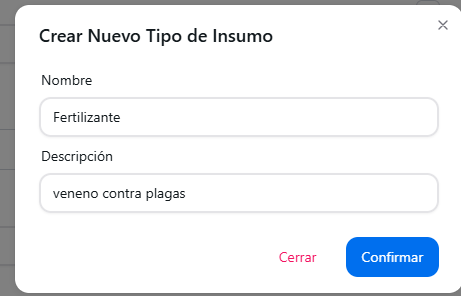 Crear Nuevo Tipo de Insumo
Nombre
Fertilizante
Descripción
veneno contra plagas
Cerrar
Confirmar